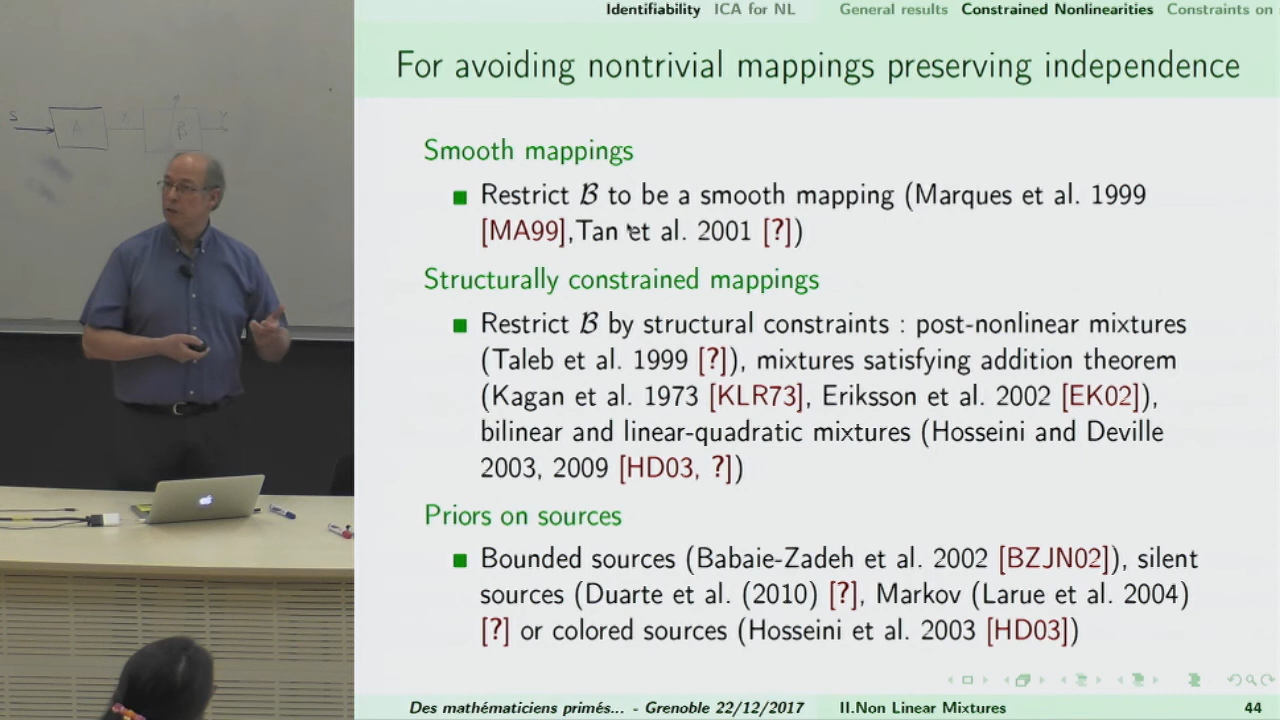 Identifiability ICA for NL General results Constrained Nonlinearities Constraints on
For avoiding nontrivial mappings preserving independence
Smooth mappings
Restrict B to be a smooth mapping (Marques et al. 1999
[MA99],Tan et al. 2001 [?])
Structurally constrained mappings
Restrict B by structural constraints : post-nonlinear mixtures
(Taleb et al. 1999 [?]), mixtures satisfying addition theorem
(Kagan et al. 1973 [KLR73], Eriksson et al. 2002 [EK02]),
bilinear and linear-quadratic mixtures (Hosseini and Deville
2003, 2009 [HD03, ?])
Priors on sources
Bounded sources (Babaie-Zadeh et al. 2002 [BZJN02]), silent
sources (Duarte et al. (2010) [?], Markov (Larue et al. 2004)
[?] or colored sources (Hosseini et al. 2003 [HD03])
Des mathématiciens primés... - Grenoble 22/12/2017 II.Non Linear Mixtures 44
S A X B Y